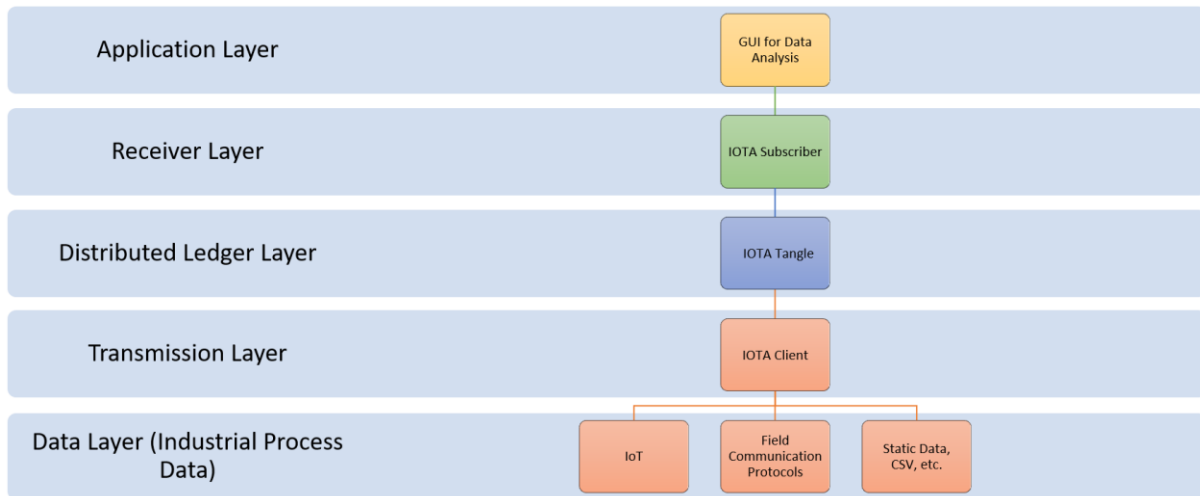 Application Layer
GUI for Data
Analysis
Receiver Layer
IOTA Subscriber
Distributed Ledger Layer
IOTA Tangle
Transmission Layer
IOTA Client
Data Layer (Industrial Process
Data)
IoT
Field
Communication
Protocols
Static Data,
CSV, etc.